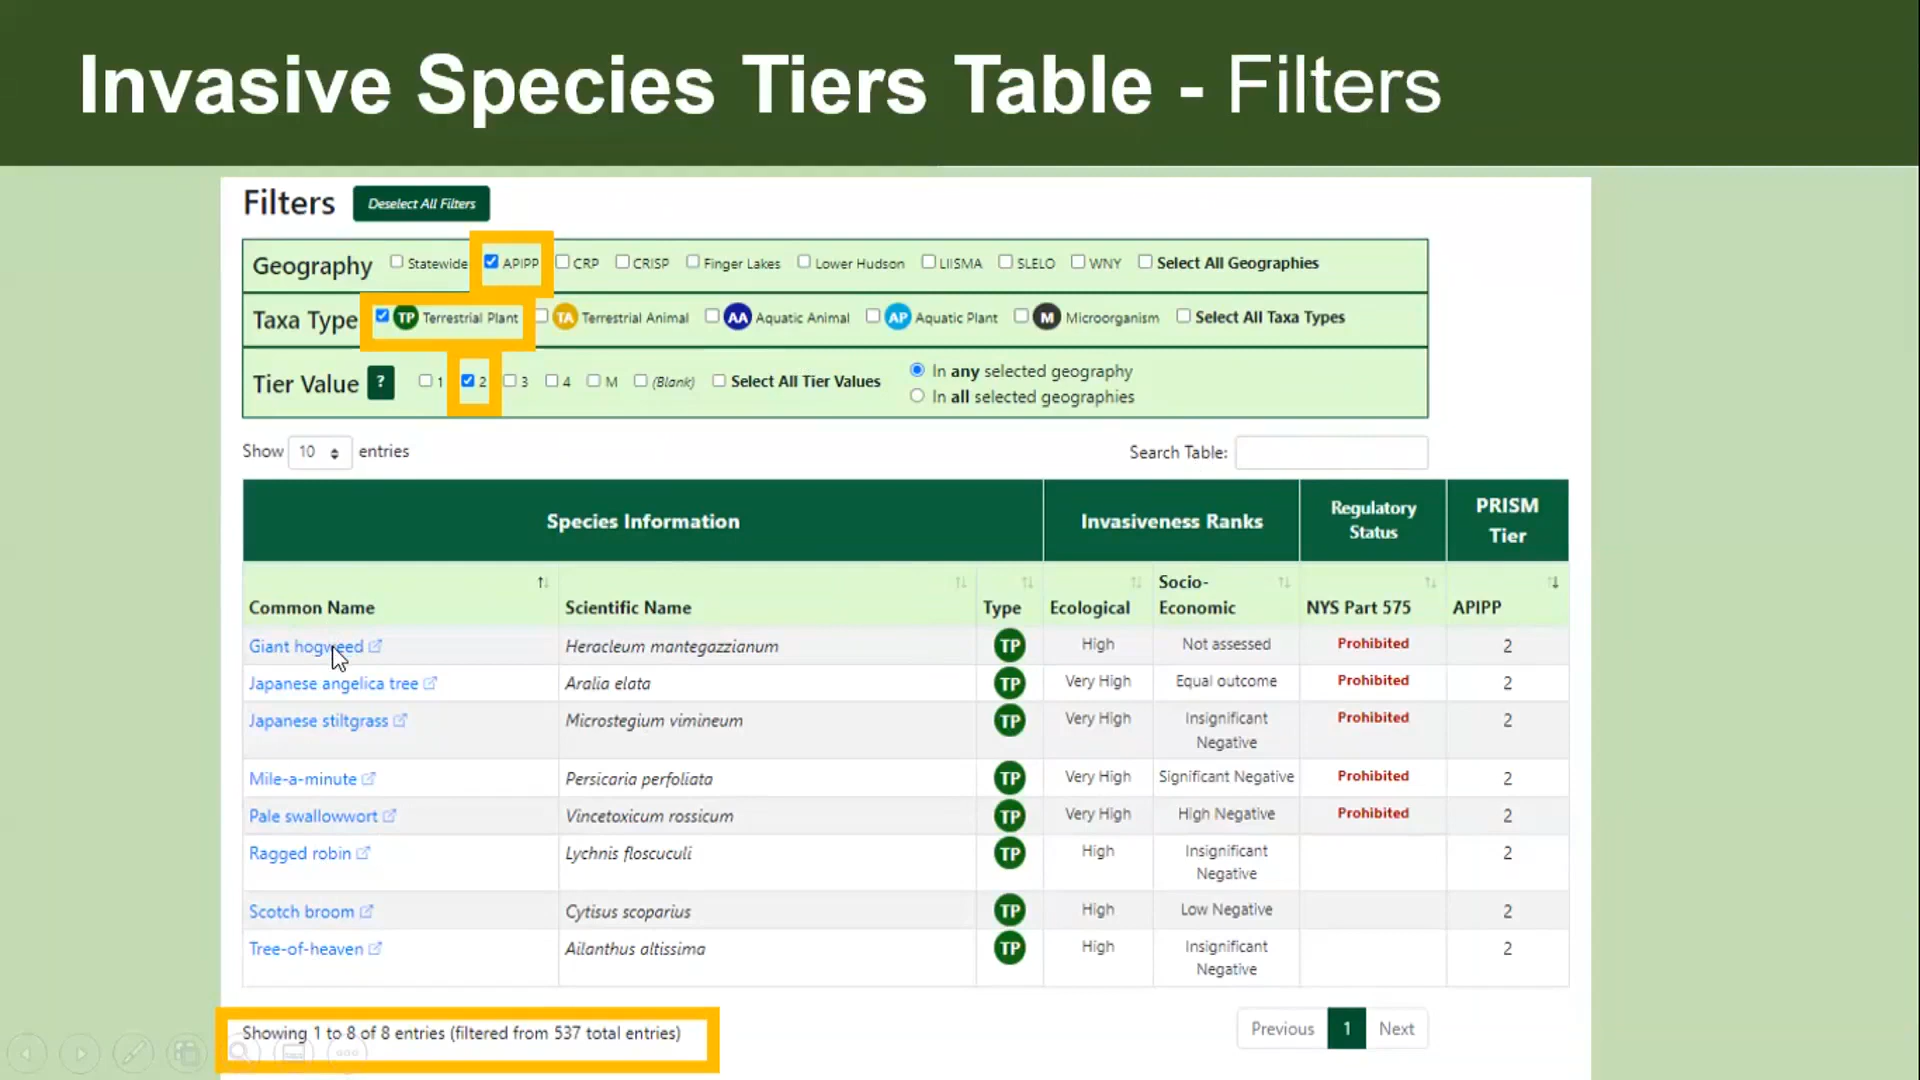 Invasive Species Tiers Table - Filters
Filters Deselect All Filters
Geography Statewide APIPP CRP CRISP Finger Lakes Lower Hudson LIISMA SLELO WNY Select All Geographies
Taxa Type TP Terrestrial Plant TA Terrestrial Animal AA Aquatic Animal AP Aquatic Plant M Microorganism Select All Taxa Types
Tier Value ? 1 2 3 4 M (Blank) Select All Tier Values
In any selected geography
In all selected geographies
Show 10 entries Search Table:
Species Information Invasiveness Ranks Regulatory Status PRISM Tier
Common Name Scientific Name Type Ecological Socio-Economic NYS Part 575 APIPP
Giant hogweed Heracleum mantegazzianum TP High Not assessed Prohibited 2
Japanese angelica tree Aralia elata TP Very High Equal outcome Prohibited 2
Japanese stiltgrass Microstegium vimineum TP Very High Insignificant Negative Prohibited 2
Mile-a-minute Persicaria perfoliata TP Very High Significant Negative Prohibited 2
Pale swallowwort Vincetoxicum rossicum TP Very High High Negative Prohibited 2
Ragged robin Lychnis floscuculi TP High Insignificant Negative 2
Scotch broom Cytisus scoparius TP High Low Negative 2
Tree-of-heaven Ailanthus altissima TP High Insignificant Negative 2
Showing 1 to 8 of 8 entries (filtered from 537 total entries) Previous 1 Next